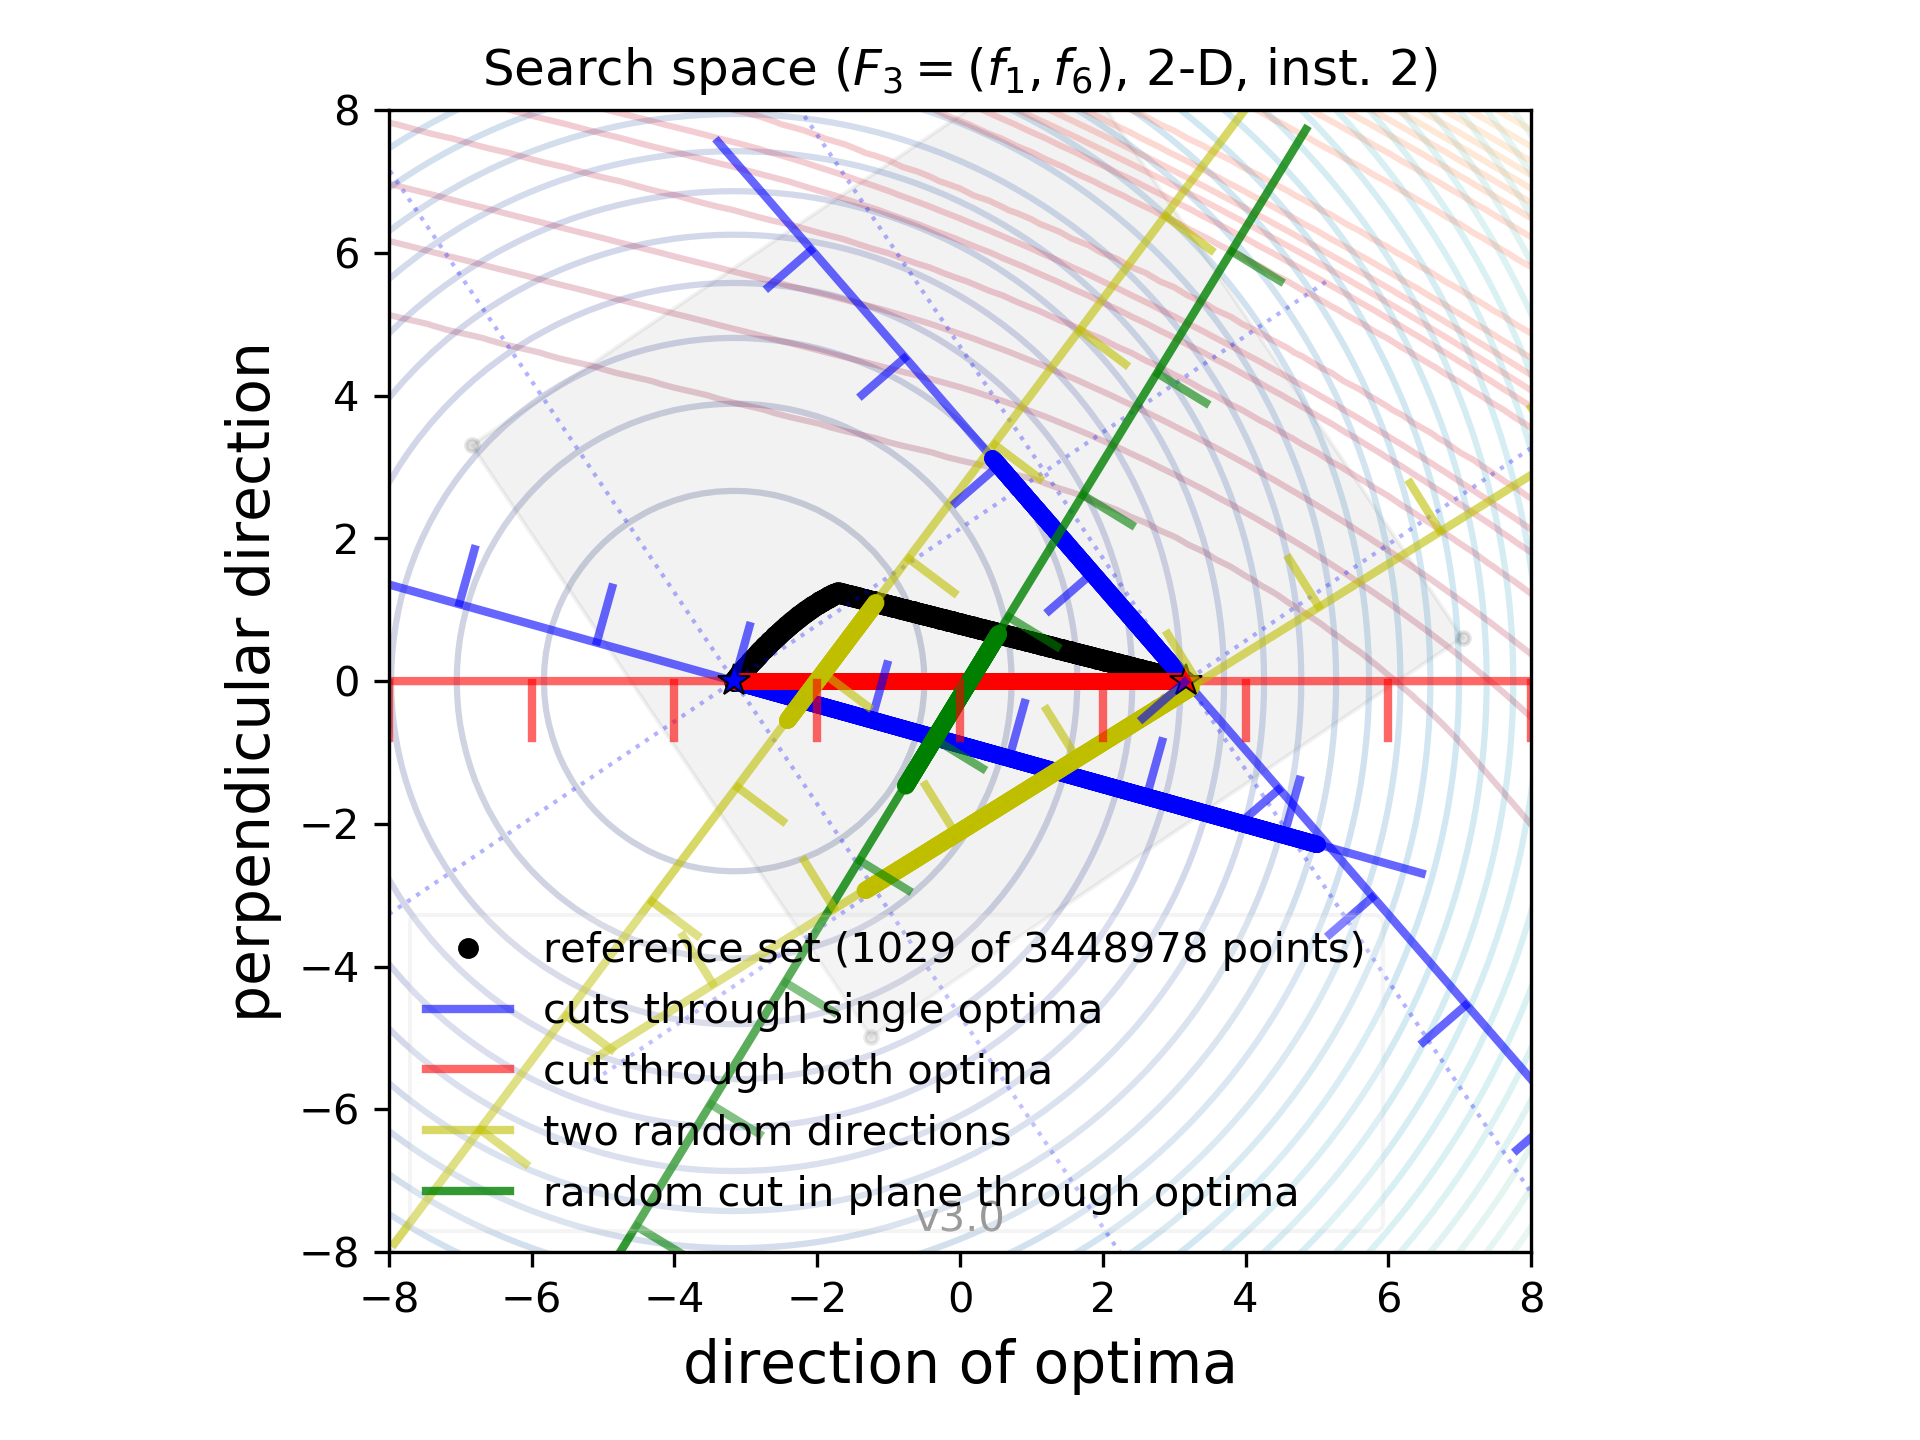 Search space (F₃ = (f₁, f₆), 2-D, inst. 2)
perpendicular direction
8
6
4
2
0
−2
−4
−6
−8
reference set (1029 of 3448978 points)
cuts through single optima
cut through both optima
two random directions
random cut in plane through optima
v3.0
−8 −6 −4 −2 0 2 4 6 8
direction of optima